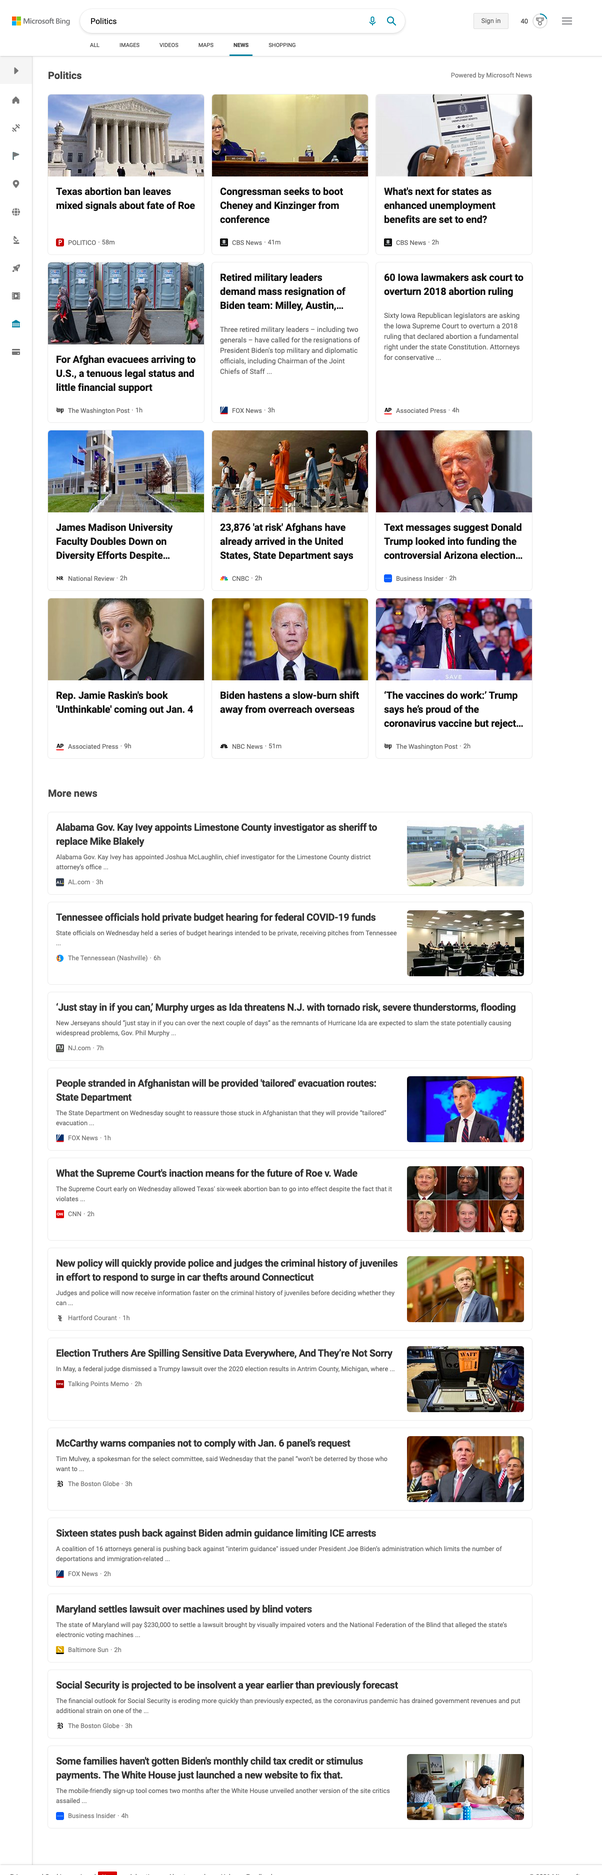 Microsoft Bing
Politics
Sign in
40
ALL IMAGES VIDEOS MAPS NEWS SHOPPING
Politics
Powered by Microsoft News
Texas abortion ban leaves
mixed signals about fate of Roe
POLITICO · 58m
Congressman seeks to boot
Cheney and Kinzinger from
conference
CBS News · 41m
What's next for states as
enhanced unemployment
benefits are set to end?
CBS News · 2h
For Afghan evacuees arriving to
U.S., a tenuous legal status and
little financial support
The Washington Post · 1h
Retired military leaders
demand mass resignation of
Biden team: Milley, Austin,...
Three retired military leaders – including two
generals – have called for the resignations of
President Biden's top military and diplomatic
officials, including Chairman of the Joint
Chiefs of Staff ...
FOX News · 3h
60 Iowa lawmakers ask court to
overturn 2018 abortion ruling
Sixty Iowa Republican legislators are asking
the Iowa Supreme Court to overturn a 2018
ruling that declared abortion a fundamental
right under the state Constitution. Attorneys
for conservative ...
AP Associated Press · 4h
James Madison University
Faculty Doubles Down on
Diversity Efforts Despite...
NR National Review · 2h
23,876 'at risk' Afghans have
already arrived in the United
States, State Department says
CNBC · 2h
Text messages suggest Donald
Trump looked into funding the
controversial Arizona election...
Business Insider · 2h
Rep. Jamie Raskin's book
'Unthinkable' coming out Jan. 4
AP Associated Press · 9h
Biden hastens a slow-burn shift
away from overreach overseas
NBC News · 51m
SAVE
‘The vaccines do work:’ Trump
says he’s proud of the
coronavirus vaccine but reject...
The Washington Post · 2h
More news
Alabama Gov. Kay Ivey appoints Limestone County investigator as sheriff to
replace Mike Blakely
Alabama Gov. Kay Ivey has appointed Joshua McLaughlin, chief investigator for the Limestone County district
attorney's office ...
AL.com · 3h
Tennessee officials hold private budget hearing for federal COVID-19 funds
State officials on Wednesday held a series of budget hearings intended to be private, receiving pitches from Tennessee
...
The Tennessean (Nashville) · 6h
‘Just stay in if you can,’ Murphy urges as Ida threatens N.J. with tornado risk, severe thunderstorms, flooding
New Jerseyans should “just stay in if you can over the next couple of days” as the remnants of Hurricane Ida are expected to slam the state potentially causing
widespread problems, Gov. Phil Murphy ...
NJ.com · 7h
People stranded in Afghanistan will be provided 'tailored' evacuation routes:
State Department
The State Department on Wednesday sought to reassure those stuck in Afghanistan that they will provide “tailored”
evacuation ...
FOX News · 1h
What the Supreme Court's inaction means for the future of Roe v. Wade
The Supreme Court early on Wednesday allowed Texas' six-week abortion ban to go into effect despite the fact that it
violates ...
CNN · 2h
New policy will quickly provide police and judges the criminal history of juveniles
in effort to respond to surge in car thefts around Connecticut
Judges and police will now receive information faster on the criminal history of juveniles before deciding whether they
can ...
Hartford Courant · 1h
Election Truthers Are Spilling Sensitive Data Everywhere, And They’re Not Sorry
In May, a federal judge dismissed a Trumpy lawsuit over the 2020 election results in Antrim County, Michigan, where ...
Talking Points Memo · 2h
WAIT
McCarthy warns companies not to comply with Jan. 6 panel’s request
Tim Mulvey, a spokesman for the select committee, said Wednesday that the panel “won’t be deterred by those who
want to ...
The Boston Globe · 3h
Sixteen states push back against Biden admin guidance limiting ICE arrests
A coalition of 16 attorneys general is pushing back against "interim guidance" issued under President Joe Biden's administration which limits the number of
deportations and immigration-related ...
FOX News · 2h
Maryland settles lawsuit over machines used by blind voters
The state of Maryland will pay $230,000 to settle a lawsuit brought by visually impaired voters and the National Federation of the Blind that alleged the state’s
electronic voting machines ...
Baltimore Sun · 2h
Social Security is projected to be insolvent a year earlier than previously forecast
The financial outlook for Social Security is eroding more quickly than previously expected, as the coronavirus pandemic has drained government revenues and put
additional strain on one of the ...
The Boston Globe · 3h
Some families haven't gotten Biden's monthly child tax credit or stimulus
payments. The White House just launched a new website to fix that.
The mobile-friendly sign-up tool comes two months after the White House unveiled another version of the site critics
assailed ...
Business Insider · 4h